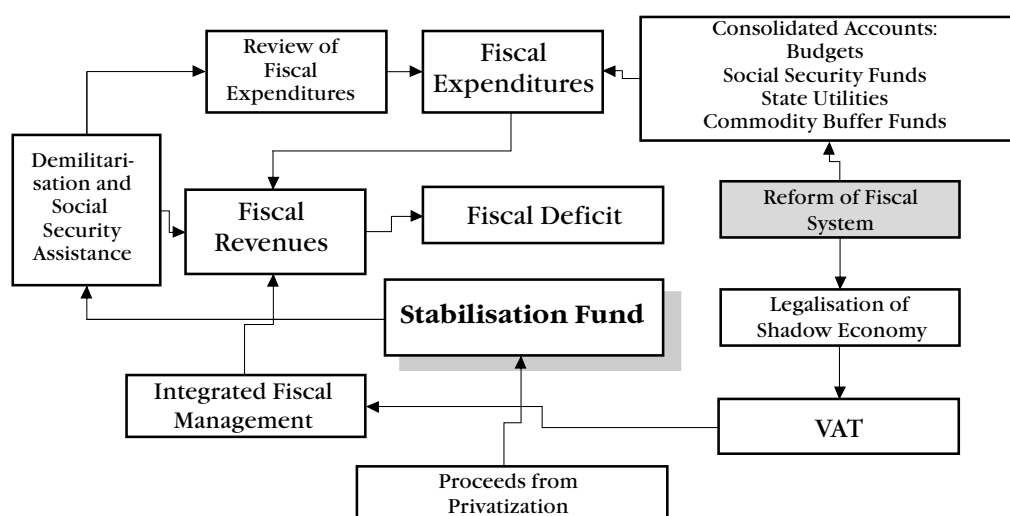 Review of
Fiscal
Expenditures
Fiscal
Expenditures
Consolidated Accounts:
Budgets
Social Security Funds
State Utilities
Commodity Buffer Funds
Demilitari-
sation and
Social
Security
Assistance
Fiscal
Revenues
Fiscal Deficit
Reform of Fiscal
System
Stabilisation Fund
Legalisation of
Shadow Economy
Integrated Fiscal
Management
VAT
Proceeds from
Privatization